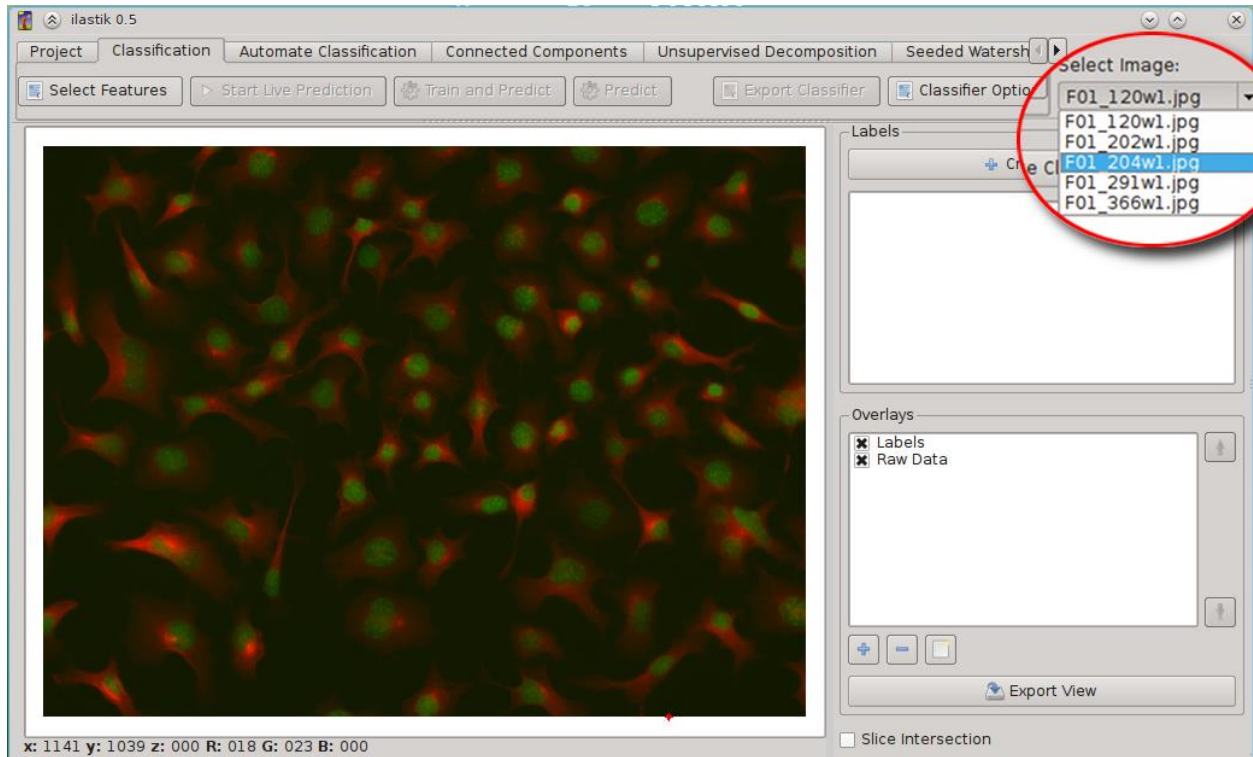 ilastik 0.5
Project Classification Automate Classification Connected Components Unsupervised Decomposition Seeded Watersh
Select Features Start Live Prediction Train and Predict Predict Export Classifier Classifier Optio
Select Image:
F01_120w1.jpg
F01_120w1.jpg
F01_202w1.jpg
F01_204w1.jpg
F01_291w1.jpg
F01_366w1.jpg
Labels
Overlays
Labels
Raw Data
Export View
Slice Intersection
x: 1141 y: 1039 z: 000 R: 018 G: 023 B: 000